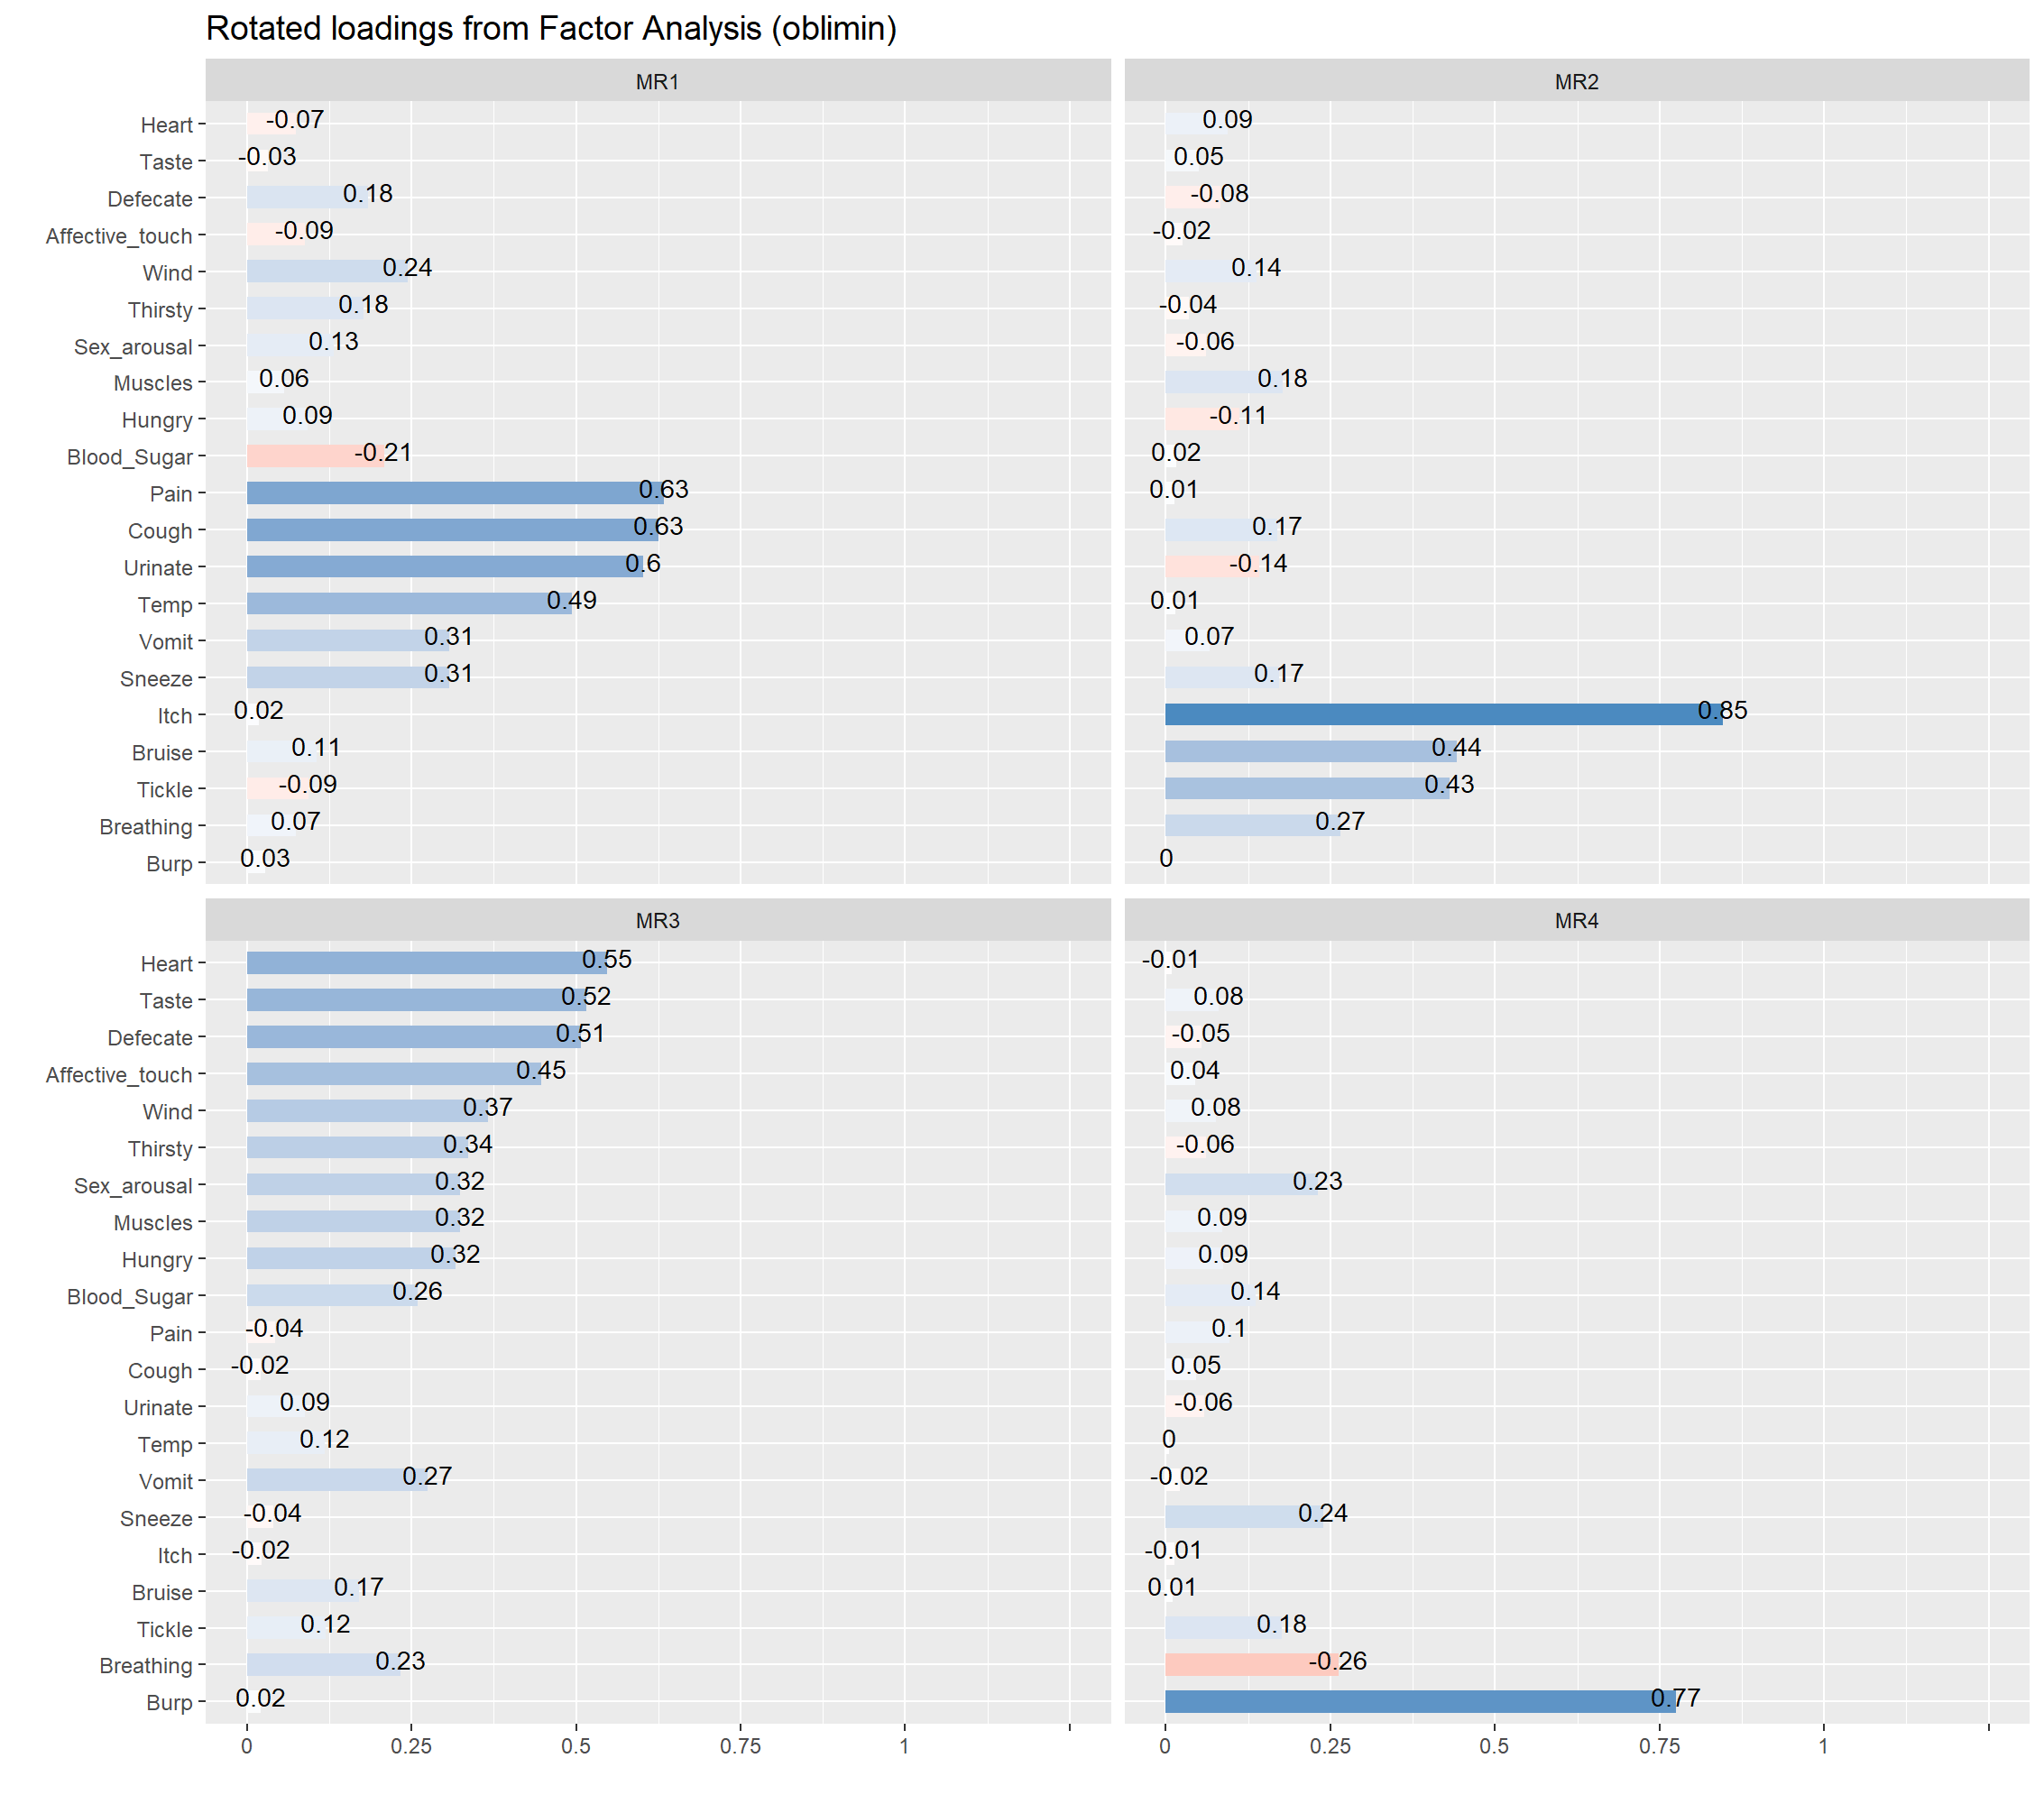 Rotated loadings from Factor Analysis (oblimin)
MR1 MR2
Heart -0.07 0.09
Taste -0.03 0.05
Defecate 0.18 -0.08
Affective_touch -0.09 -0.02
Wind 0.24 0.14
Thirsty 0.18 -0.04
Sex_arousal 0.13 -0.06
Muscles 0.06 0.18
Hungry 0.09 -0.11
Blood_Sugar -0.21 0.02
Pain 0.63 0.01
Cough 0.63 0.17
Urinate 0.6 -0.14
Temp 0.49 0.01
Vomit 0.31 0.07
Sneeze 0.31 0.17
Itch 0.02 0.85
Bruise 0.11 0.44
Tickle -0.09 0.43
Breathing 0.07 0.27
Burp 0.03 0
MR3 MR4
Heart 0.55 -0.01
Taste 0.52 0.08
Defecate 0.51 -0.05
Affective_touch 0.45 0.04
Wind 0.37 0.08
Thirsty 0.34 -0.06
Sex_arousal 0.32 0.23
Muscles 0.32 0.09
Hungry 0.32 0.09
Blood_Sugar 0.26 0.14
Pain -0.04 0.1
Cough -0.02 0.05
Urinate 0.09 -0.06
Temp 0.12 0
Vomit 0.27 -0.02
Sneeze -0.04 0.24
Itch -0.02 -0.01
Bruise 0.17 0.01
Tickle 0.12 0.18
Breathing 0.23 -0.26
Burp 0.02 0.77
0 0.25 0.5 0.75 1 0 0.25 0.5 0.75 1